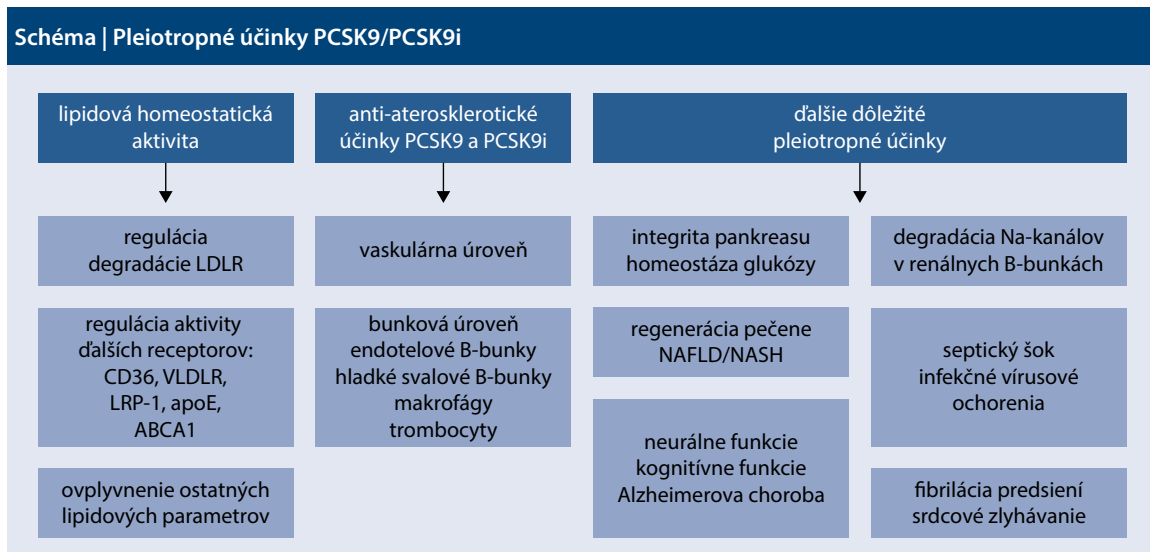 Schéma | Pleiotropné účinky PCSK9/PCSK9i
lipidová homeostatická
aktivita
regulácia
degradácie LDLR
regulácia aktivity
ďalších receptorov:
CD36, VLDLR,
LRP-1, apoE,
ABCA1
ovplyvnenie ostatných
lipidových parametrov
anti-aterosklerotické
účinky PCSK9 a PCSK9i
vaskulárna úroveň
bunková úroveň
endotelové B-bunky
hladké svalové B-bunky
makrofágy
trombocyty
ďalšie dôležité
pleiotropné účinky
integrita pankreasu
homeostáza glukózy
regenerácia pečene
NAFLD/NASH
neurálne funkcie
kognitívne funkcie
Alzheimerova choroba
degradácia Na-kanálov
v renálnych B-bunkách
septický šok
infekčné vírusové
ochorenia
fibrilácia predsiení
srdcové zlyhávanie